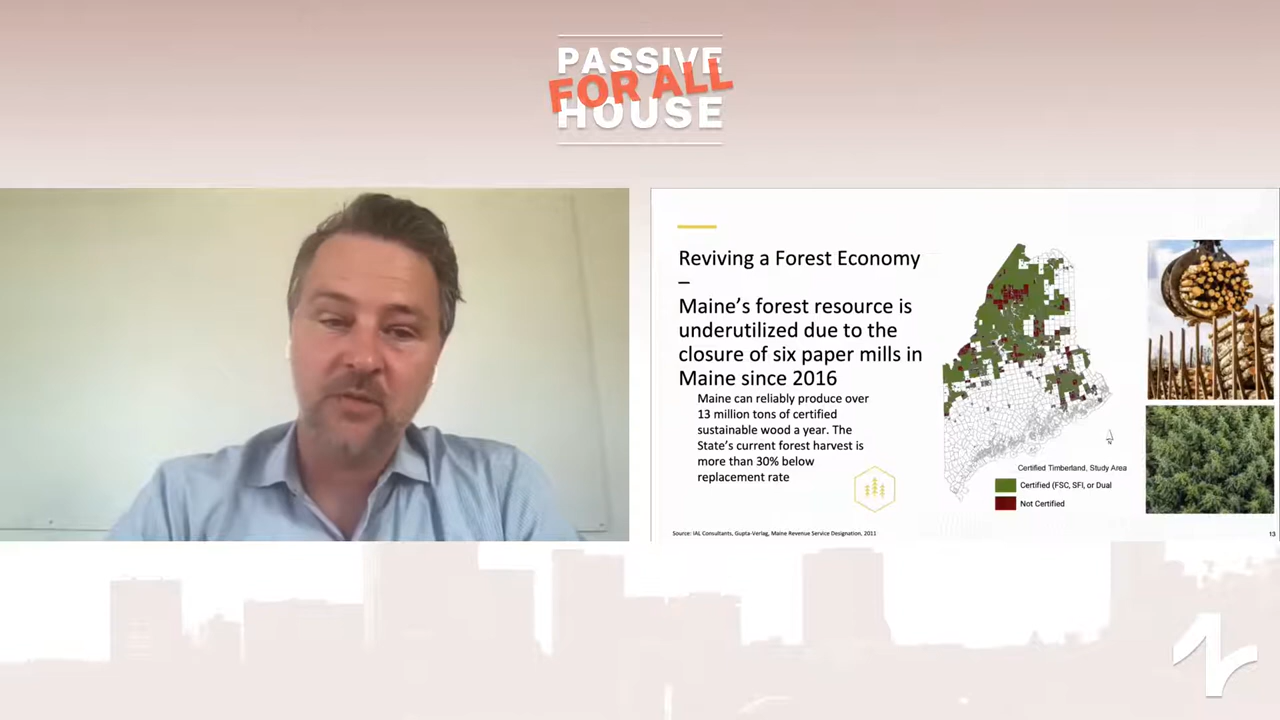 PASSIVE
FOR ALL
HOUSE
Reviving a Forest Economy
–
Maine’s forest resource is
underutilized due to the
closure of six paper mills in
Maine since 2016
Maine can reliably produce over
13 million tons of certified
sustainable wood a year. The
State’s current forest harvest is
more than 30% below
replacement rate
Certified Timberland, Study Area
Certified (FSC, SFI, or Dual
Not Certified
N
Source: IAL Consultants, Gupta-Verlag, Maine Revenue Service Designation, 2011
13